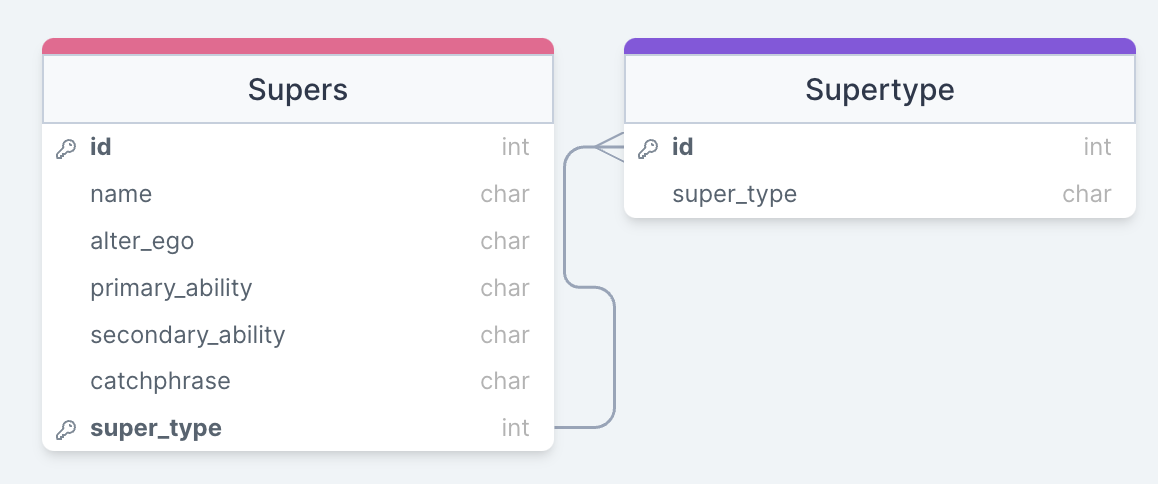 Supers
id int
name char
alter_ego char
primary_ability char
secondary_ability char
catchphrase char
super_type int
Supertype
id int
super_type char